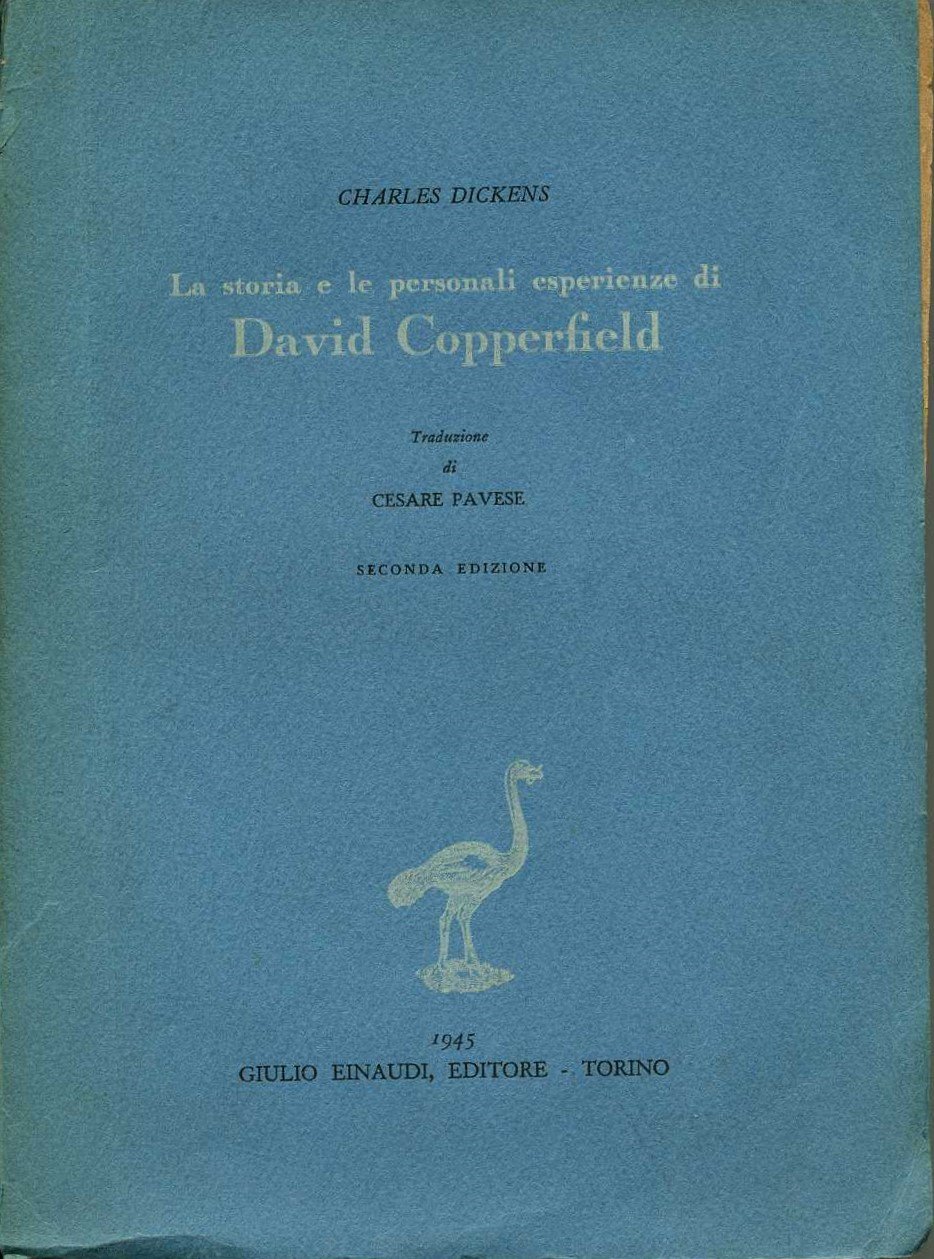 CHARLES DICKENS
La storia e le personali esperienze di
David Copperfield
Traduzione
di
CESARE PAVESE
SECONDA EDIZIONE
1945
GIULIO EINAUDI, EDITORE - TORINO